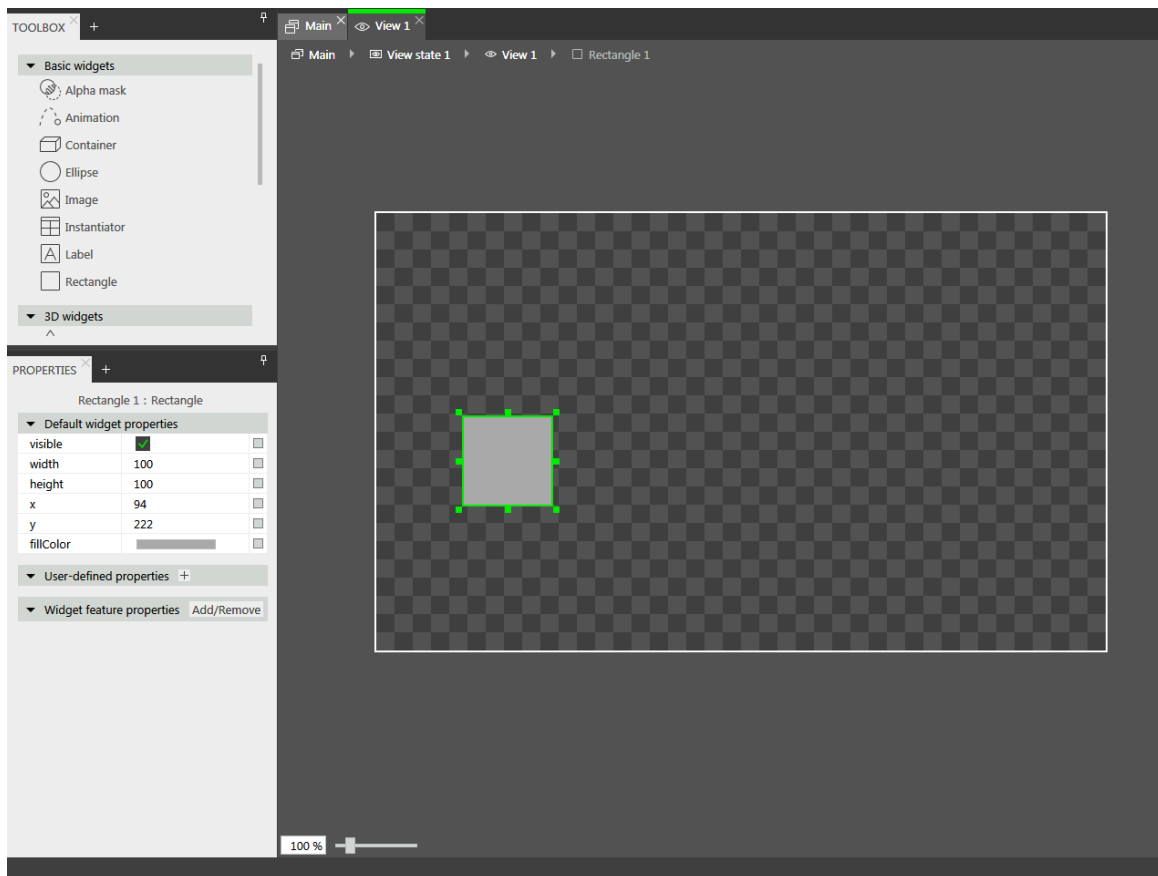 TOOLBOX
Main
View 1
Main
View state 1
View 1
Rectangle 1
Basic widgets
Alpha mask
Animation
Container
Ellipse
Image
Instantiator
A Label
Rectangle
3D widgets
PROPERTIES
Rectangle 1 : Rectangle
Default widget properties
visible
width 100
height 100
x 94
y 222
fillColor
User-defined properties +
Widget feature properties Add/Remove
100 %